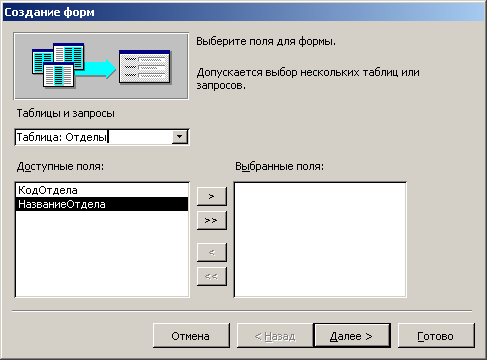 Создание форм
Выберите поля для формы.
Допускается выбор нескольких таблиц или
запросов.
Таблицы и запросы
Таблица: Отделы
Доступные поля:
Выбранные поля:
КодОтдела
НазваниеОтдела
>
>>
<
<<
Отмена
< Назад
Далее >
Готово